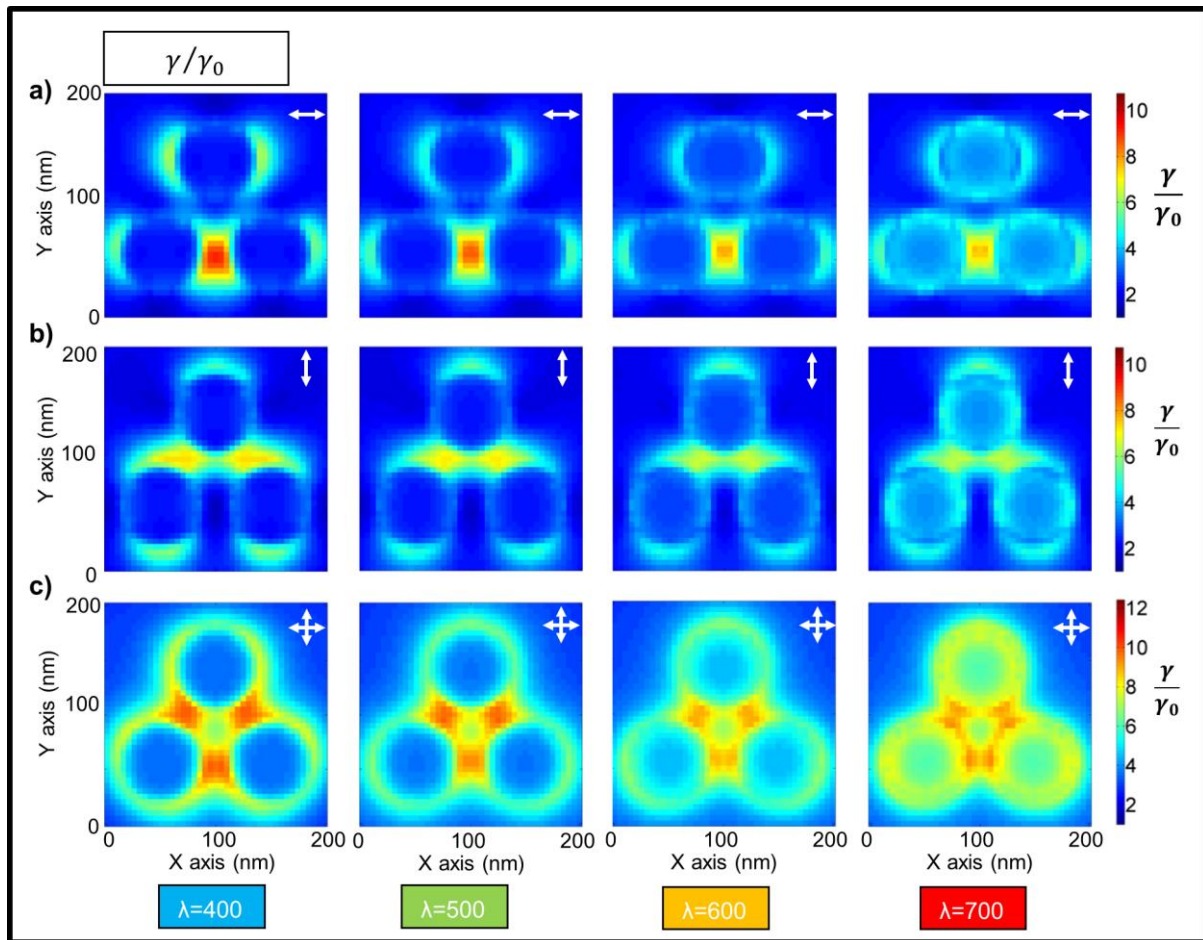 γ/γ₀
a)
200
100
0
Y axis (nm)
10
8
6
4
2
γ
γ₀
b)
200
100
0
Y axis (nm)
10
8
6
4
2
γ
γ₀
c)
200
100
0
Y axis (nm)
12
10
8
6
4
2
γ
γ₀
0 100 200 0 100 200 0 100 200 0 100 200
X axis (nm) X axis (nm) X axis (nm) X axis (nm)
λ=400 λ=500 λ=600 λ=700